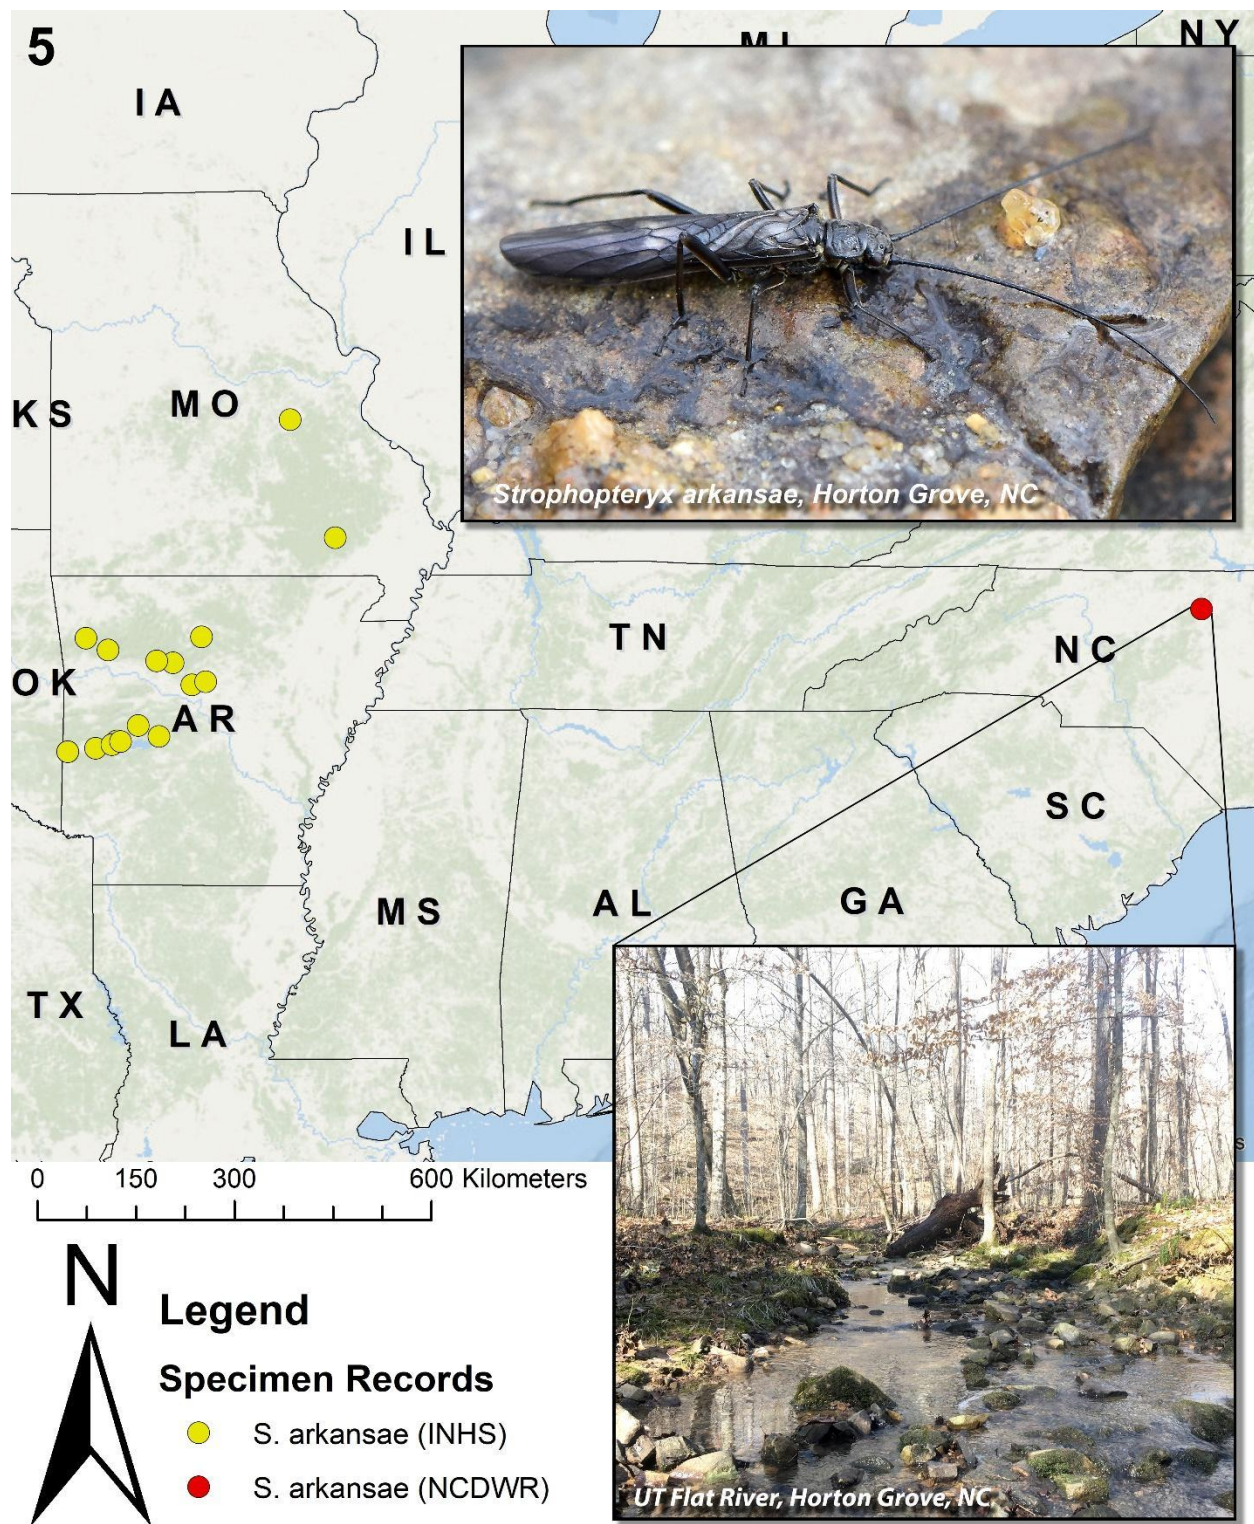 5
IA
MI
NY
IL
MO
KS
Strophopteryx arkansae, Horton Grove, NC
TN
NC
OK
AR
SC
MS
AL
GA
TX
LA
0 150 300 600 Kilometers
N
Legend
Specimen Records
S. arkansae (INHS)
S. arkansae (NCDWR)
UT Flat River, Horton Grove, NC